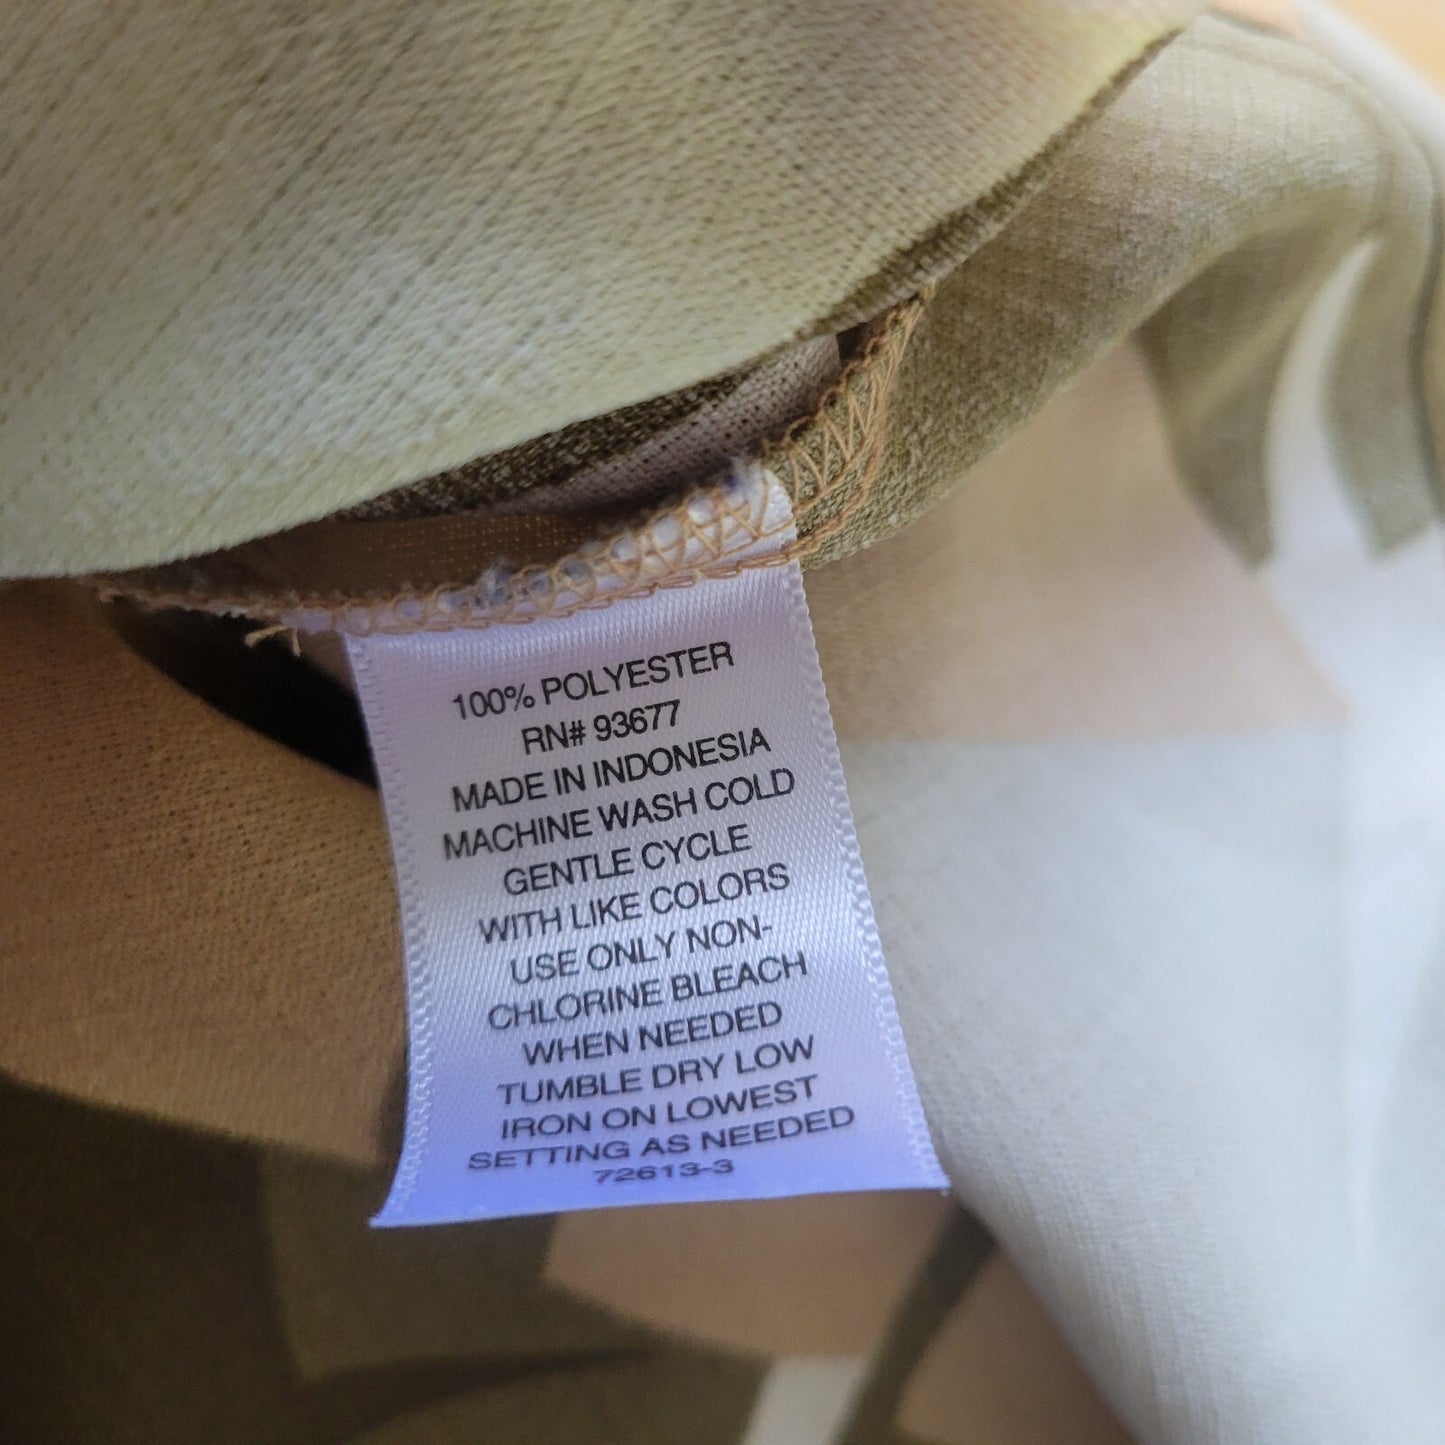 100% POLYESTER
RN# 93677
MADE IN INDONESIA
MACHINE WASH COLD
GENTLE CYCLE
WITH LIKE COLORS
USE ONLY NON-
CHLORINE BLEACH
WHEN NEEDED
TUMBLE DRY LOW
IRON ON LOWEST
SETTING AS NEEDED
72613-3